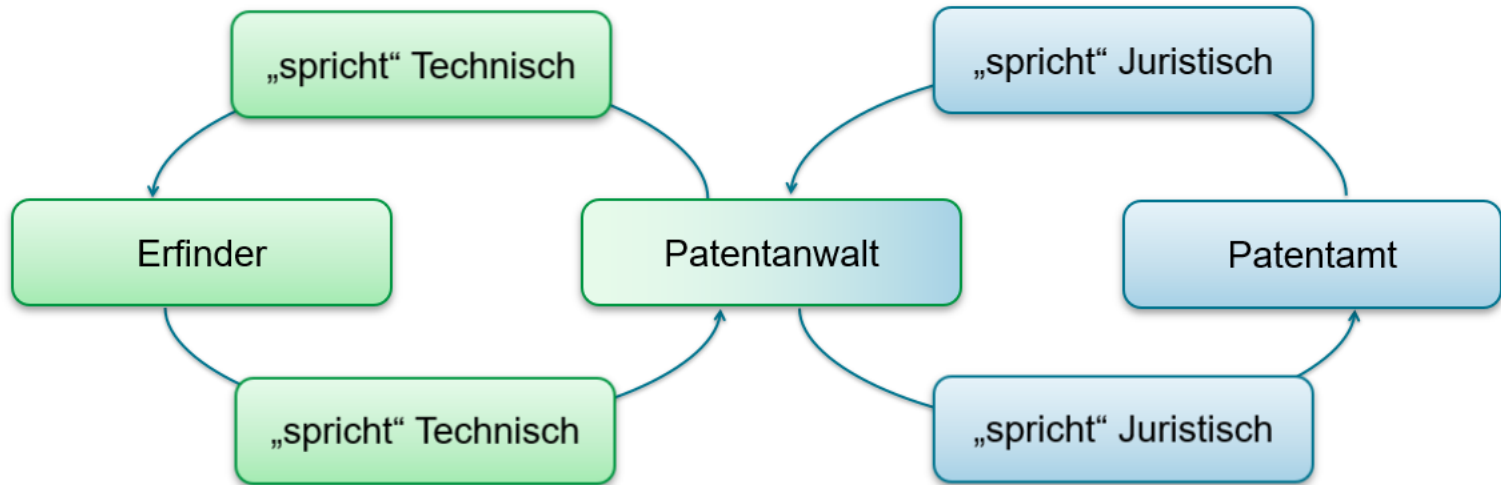 „spricht“ Technisch
„spricht“ Juristisch
Erfinder
Patentanwalt
Patentamt
„spricht“ Technisch
„spricht“ Juristisch